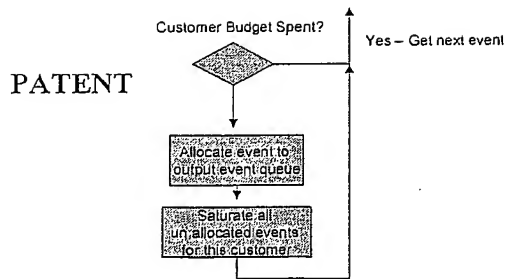 Customer Budget Spent?
Yes – Get next event
PATENT
Allocate event to
output event queue
Saturate all
un-allocated events
for this customer